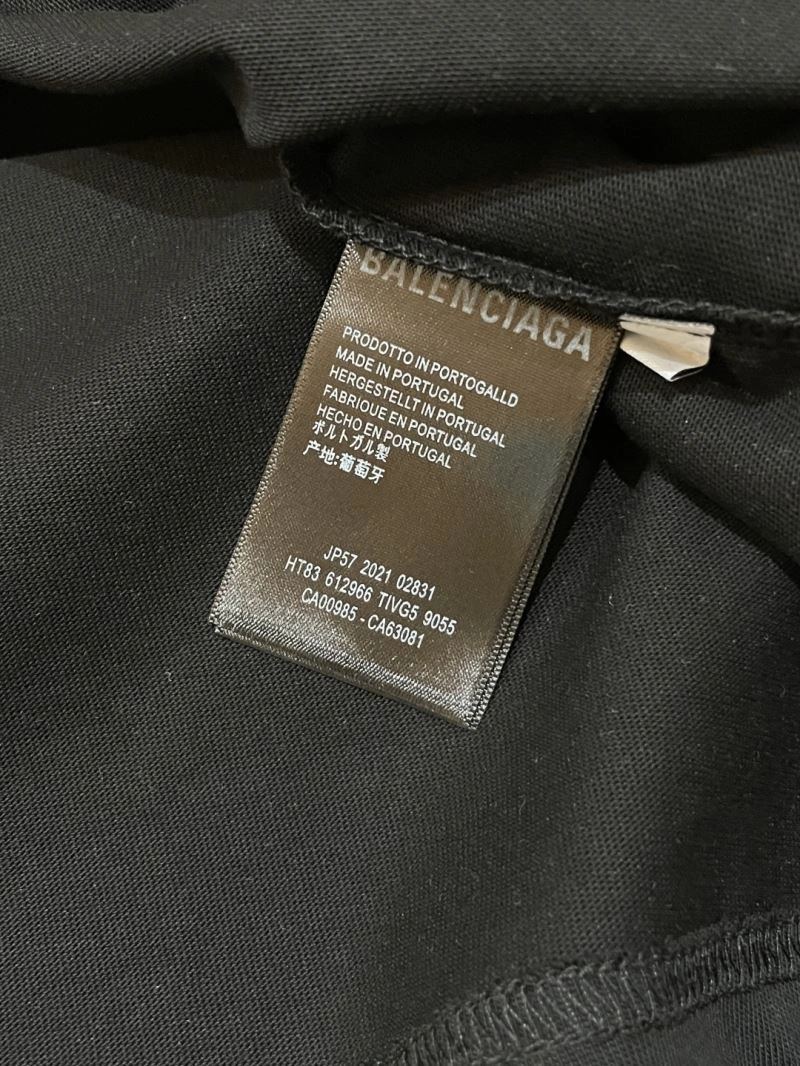 BALENCIAGA
PRODOTTO IN PORTOGALLD
MADE IN PORTUGAL
HERGESTELLT IN PORTUGAL
FABRIQUE EN PORTUGAL
HECHO EN PORTUGAL
ポルトガル製
产地:葡萄牙
JP57 2021 02831
HT83 612966 TIVG5 9055
CA00985 - CA63081